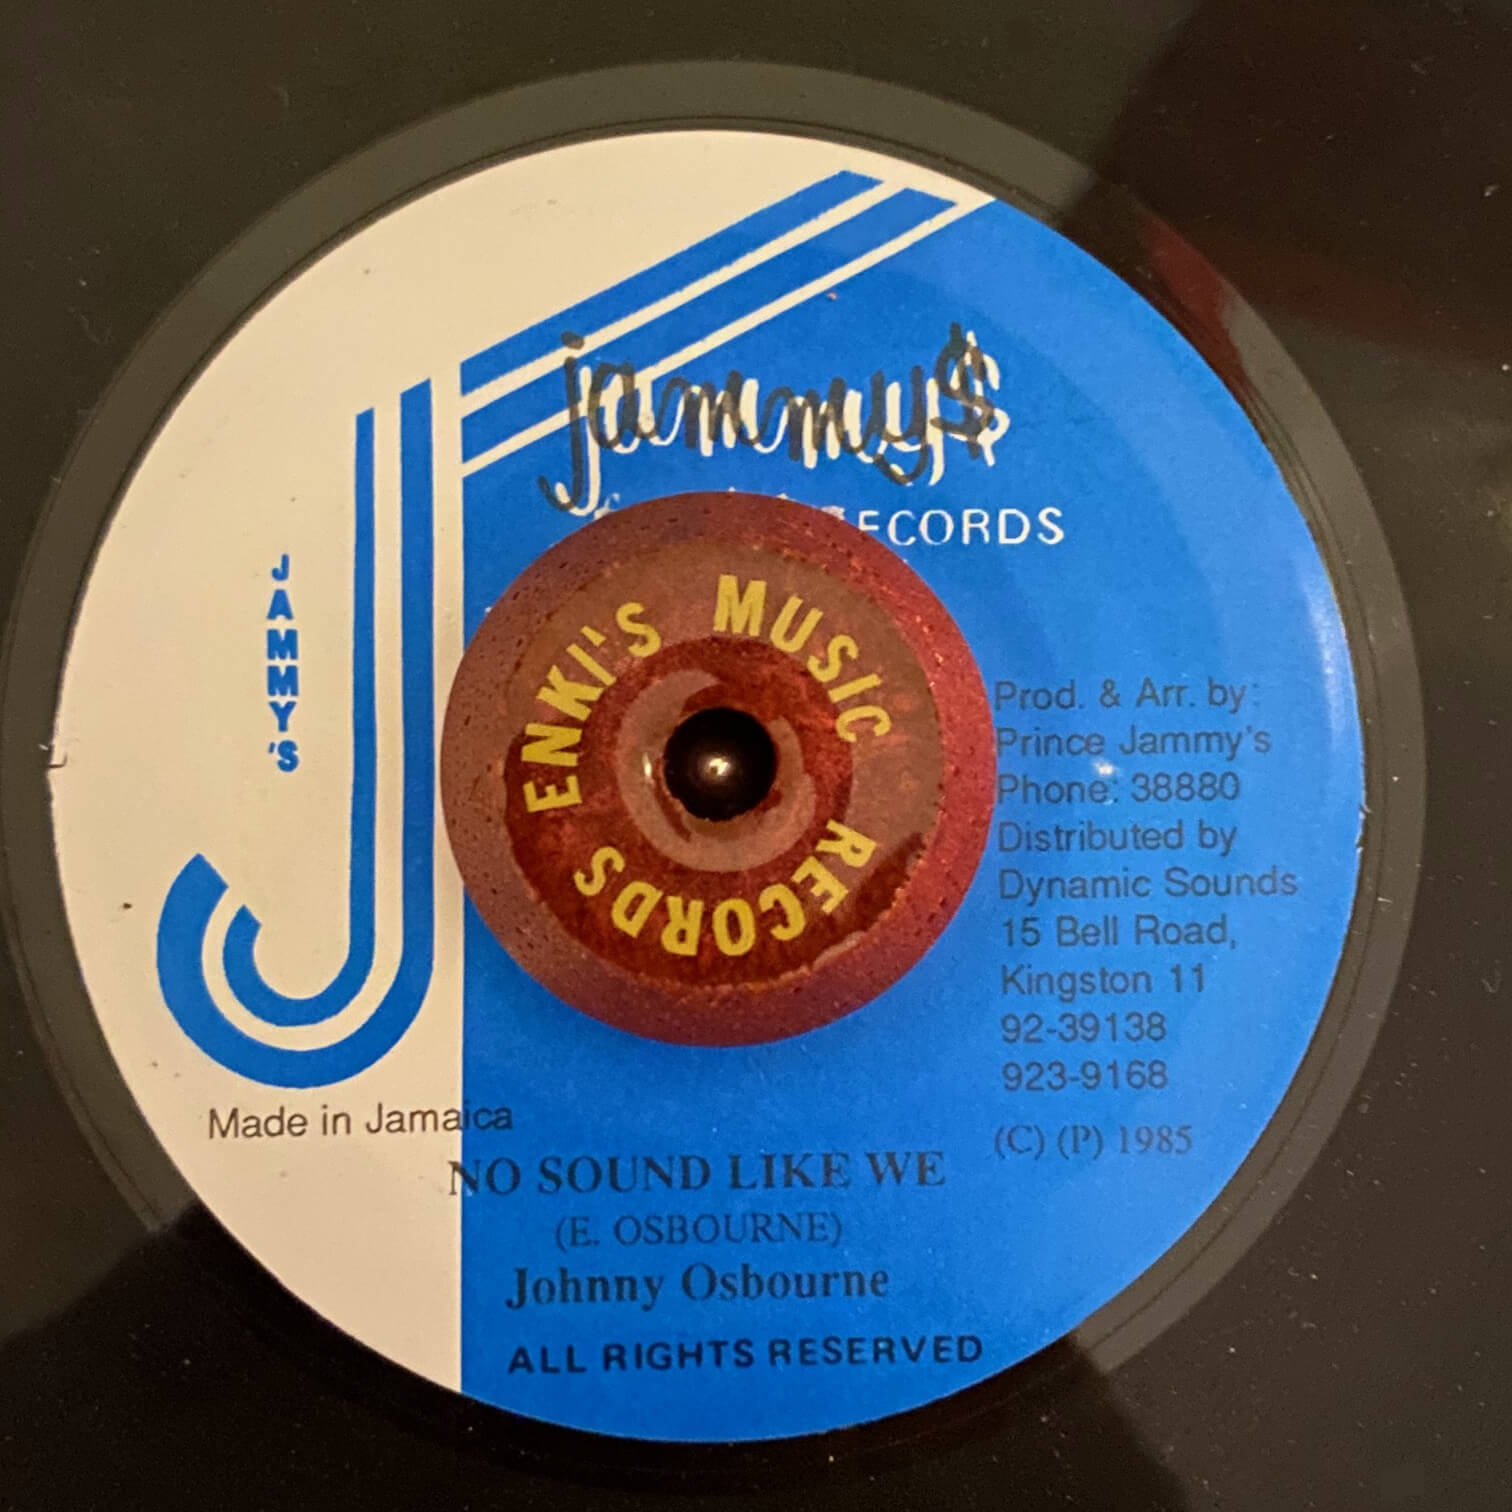 jammy$
RECORDS
JAMMY'S
ENKI'S MUSIC RECORDS
Prod. & Arr. by:
Prince Jammy's
Phone: 38880
Distributed by
Dynamic Sounds
15 Bell Road,
Kingston 11
92-39138
923-9168
(C) (P) 1985
Made in Jamaica
NO SOUND LIKE WE
(E. OSBOURNE)
Johnny Osbourne
ALL RIGHTS RESERVED